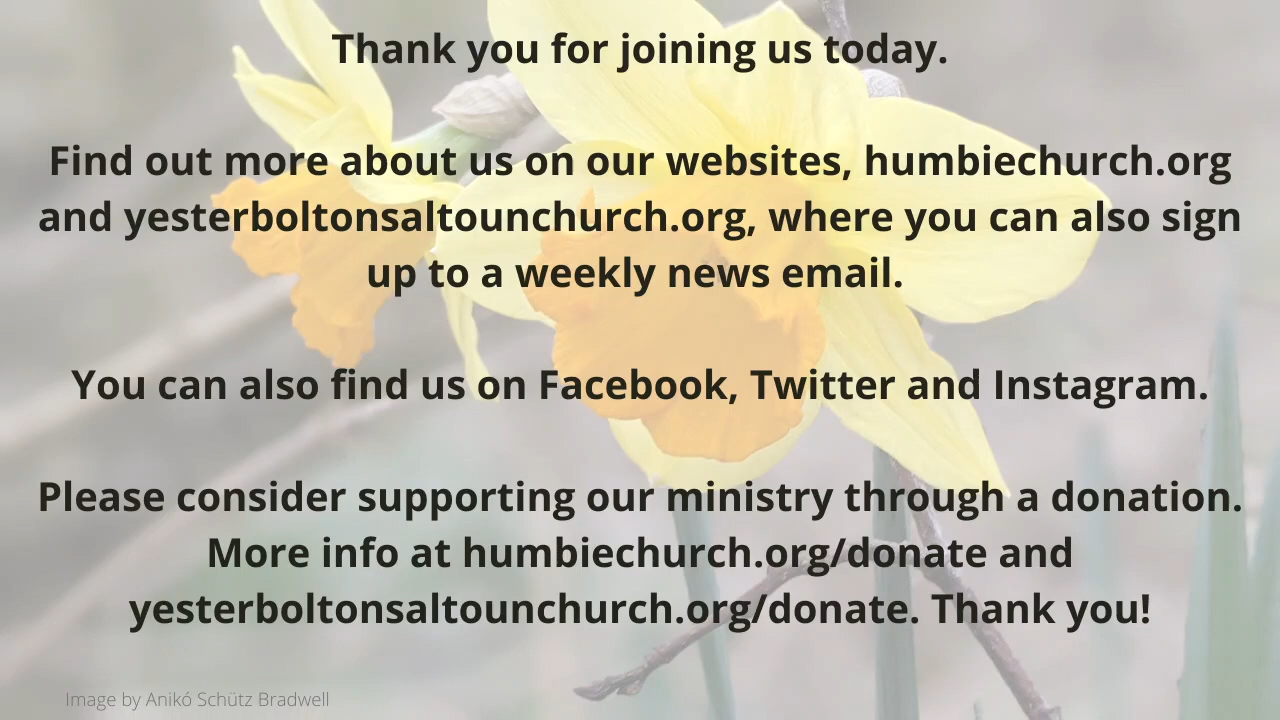 Thank you for joining us today.
Find out more about us on our websites, humbiechurch.org
and yesterboltonsaltounchurch.org, where you can also sign
up to a weekly news email.
You can also find us on Facebook, Twitter and Instagram.
Please consider supporting our ministry through a donation.
More info at humbiechurch.org/donate and
yesterboltonsaltounchurch.org/donate. Thank you!
Image by Anikó Schütz Bradwell